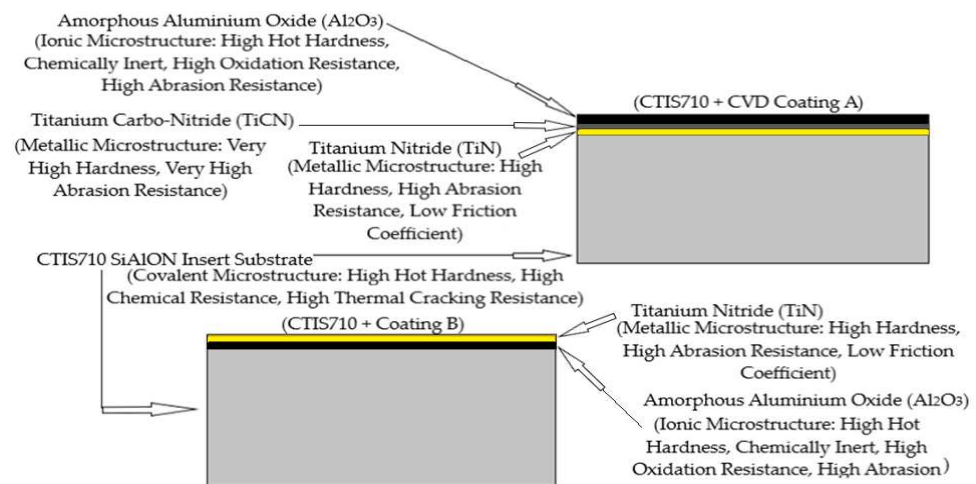 Amorphous Aluminium Oxide (Al2O3)
(Ionic Microstructure: High Hot Hardness,
Chemically Inert, High Oxidation Resistance,
High Abrasion Resistance)
(CTIS710 + CVD Coating A)
Titanium Carbo-Nitride (TiCN)
(Metallic Microstructure: Very
High Hardness, Very High
Abrasion Resistance)
Titanium Nitride (TiN)
(Metallic Microstructure: High
Hardness, High Abrasion
Resistance, Low Friction
Coefficient)
CTIS710 SiAlON Insert Substrate
(Covalent Microstructure: High Hot Hardness, High
Chemical Resistance, High Thermal Cracking Resistance)
(CTIS710 + Coating B)
Titanium Nitride (TiN)
(Metallic Microstructure: High Hardness,
High Abrasion Resistance, Low Friction
Coefficient)
Amorphous Aluminium Oxide (Al2O3)
(Ionic Microstructure: High Hot
Hardness, Chemically Inert, High
Oxidation Resistance, High Abrasion)